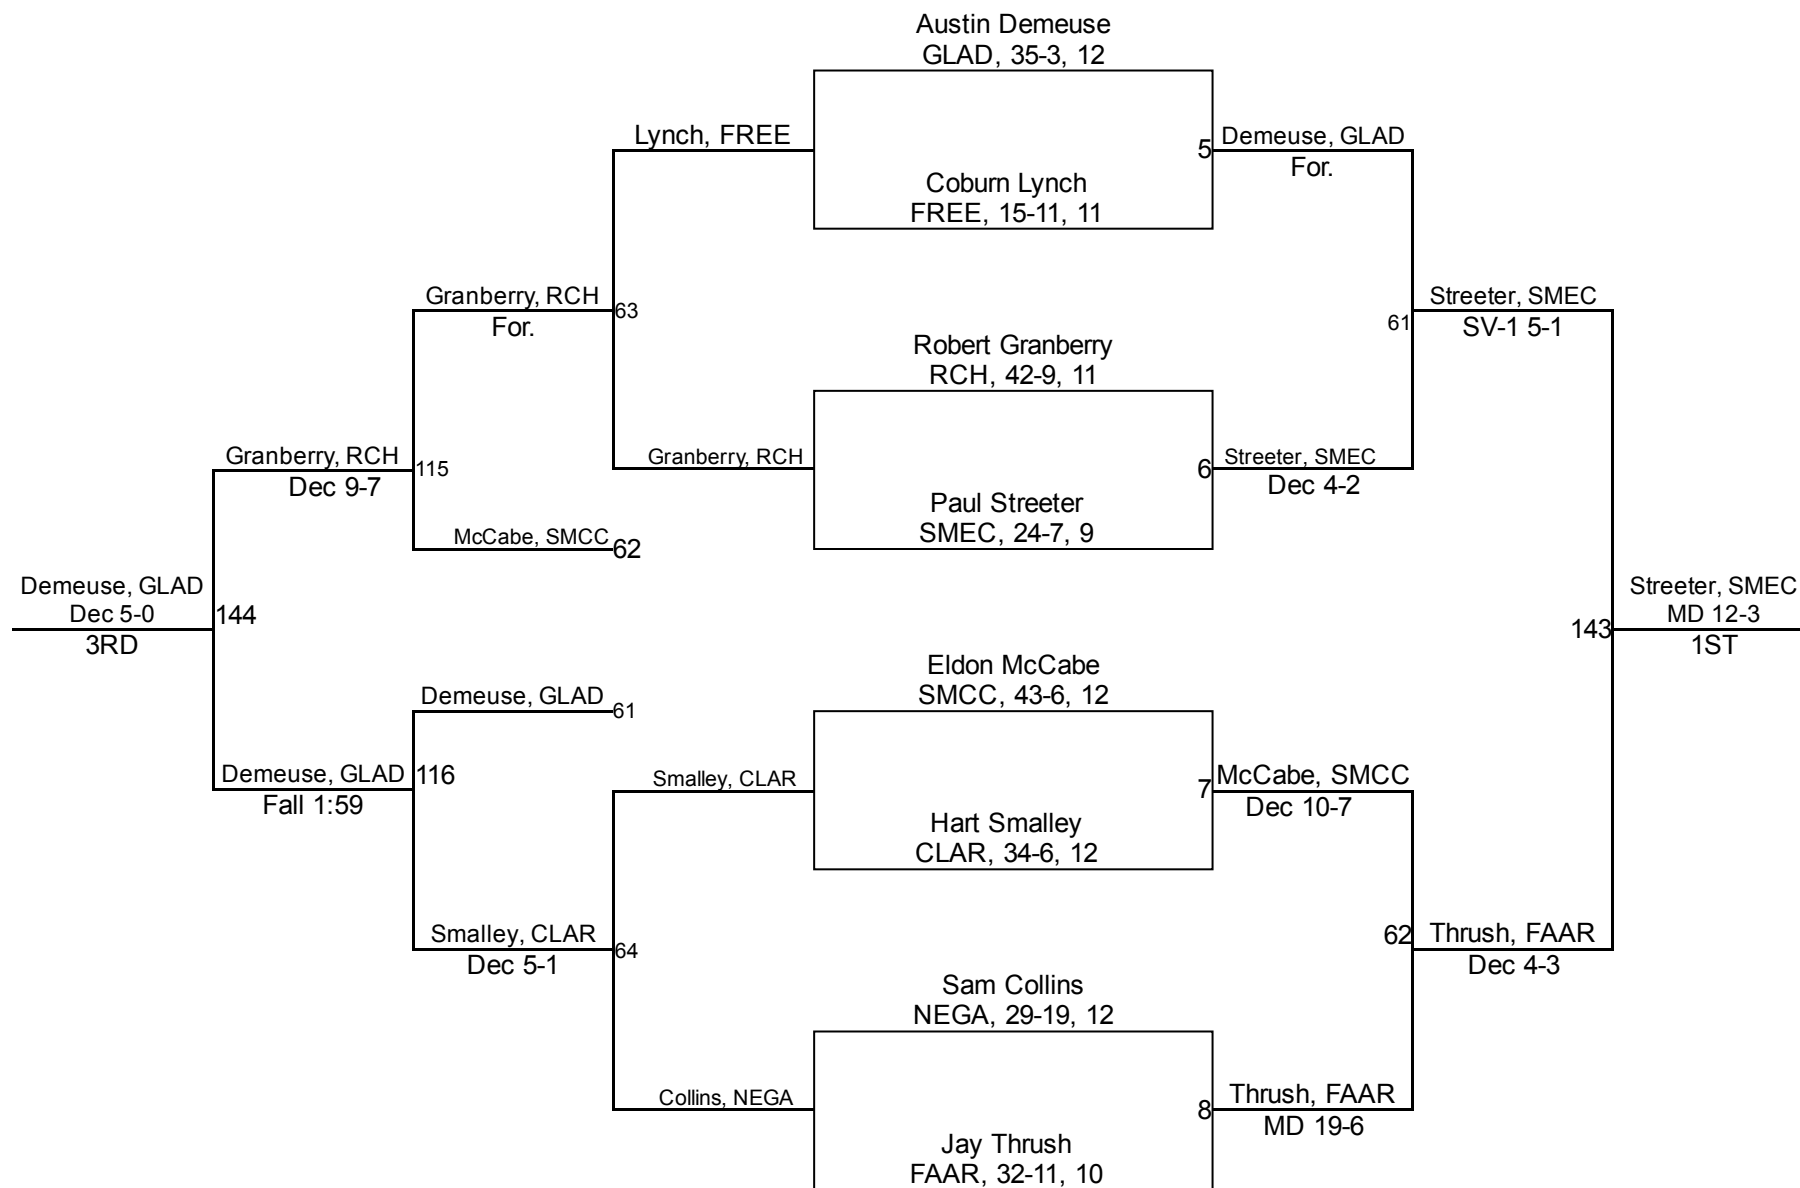 Austin Demeuse
GLAD, 35-3, 12
Lynch, FREE
5
Demeuse, GLAD
For.
Coburn Lynch
FREE, 15-11, 11
Granberry, RCH
63
For.
61
Streeter, SMEC
SV-1 5-1
Robert Granberry
RCH, 42-9, 11
Granberry, RCH
115
Dec 9-7
Granberry, RCH
6
Streeter, SMEC
Dec 4-2
Paul Streeter
SMEC, 24-7, 9
McCabe, SMCC
62
Demeuse, GLAD
Dec 5-0
144
3RD
143
Streeter, SMEC
MD 12-3
1ST
Eldon McCabe
SMCC, 43-6, 12
Demeuse, GLAD
61
Demeuse, GLAD
116
Fall 1:59
Smalley, CLAR
7
McCabe, SMCC
Dec 10-7
Hart Smalley
CLAR, 34-6, 12
Smalley, CLAR
64
Dec 5-1
62
Thrush, FAAR
Dec 4-3
Sam Collins
NEGA, 29-19, 12
Collins, NEGA
8
Thrush, FAAR
MD 19-6
Jay Thrush
FAAR, 32-11, 10